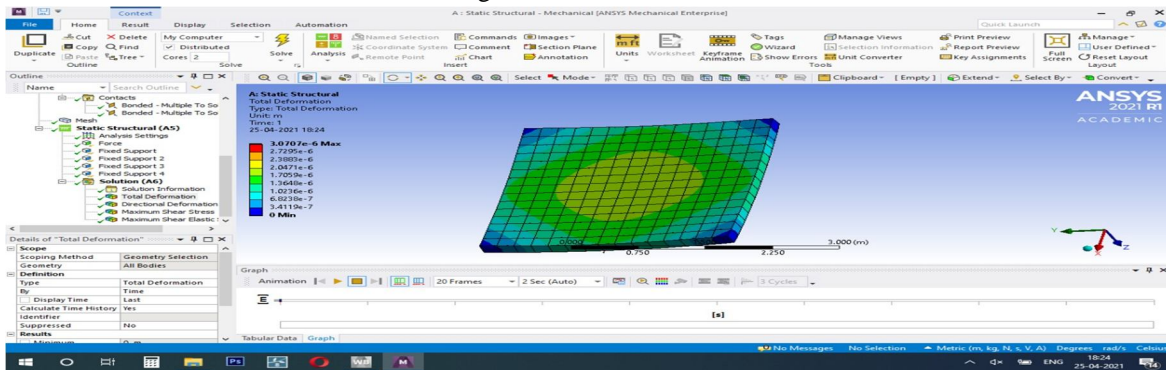 Context
A : Static Structural - Mechanical [ANSYS Mechanical Enterprise]
File Home Result Display Selection Automation
Quick Launch
Duplicate
Cut
Copy
Paste
Delete
Find
Tree
Outline
My Computer
Distributed
Cores 2
Solve
Solve
Analysis
Named Selection
Coordinate System
Remote Point
Commands
Comment
Chart
Images
Section Plane
Annotation
Insert
Units
Worksheet
Keyframe Animation
Tags
Wizard
Show Errors
Manage Views
Selection Information
Unit Converter
Print Preview
Report Preview
Key Assignments
Tools
Full Screen
Manage
User Defined
Reset Layout
Layout
Outline
Name
Search Outline
Select
Mode
Clipboard
[ Empty ]
Extend
Select By
Convert
Contacts
Bonded - Multiple To So
Bonded - Multiple To So
Mesh
Static Structural (A5)
Analysis Settings
Force
Fixed Support
Fixed Support 2
Fixed Support 3
Fixed Support 4
Solution (A6)
Solution Information
Total Deformation
Directional Deformation
Maximum Shear Stress
Maximum Shear Elastic
Details of "Total Deformation"
Scope
Scoping Method Geometry Selection
Geometry All Bodies
Definition
Type Total Deformation
By Time
Display Time Last
Calculate Time History Yes
Identifier
Suppressed No
Results
Minimum 0 m
A: Static Structural
Total Deformation
Type: Total Deformation
Unit: m
Time: 1
25-04-2021 18:24
3.0707e-6 Max
2.7295e-6
2.3883e-6
2.0471e-6
1.7059e-6
1.3648e-6
1.0236e-6
6.8238e-7
3.4119e-7
0 Min
ANSYS
2021 R1
ACADEMIC
0.000
3.000 (m)
0.750
2.250
Y
Z
X
Graph
Animation
20 Frames
2 Sec (Auto)
3 Cycles
[s]
Tabular Data Graph
No Messages
No Selection
Metric (m, kg, N, s, V, A) Degrees rad/s Celsius
Ps
M
ENG
18:24
25-04-2021